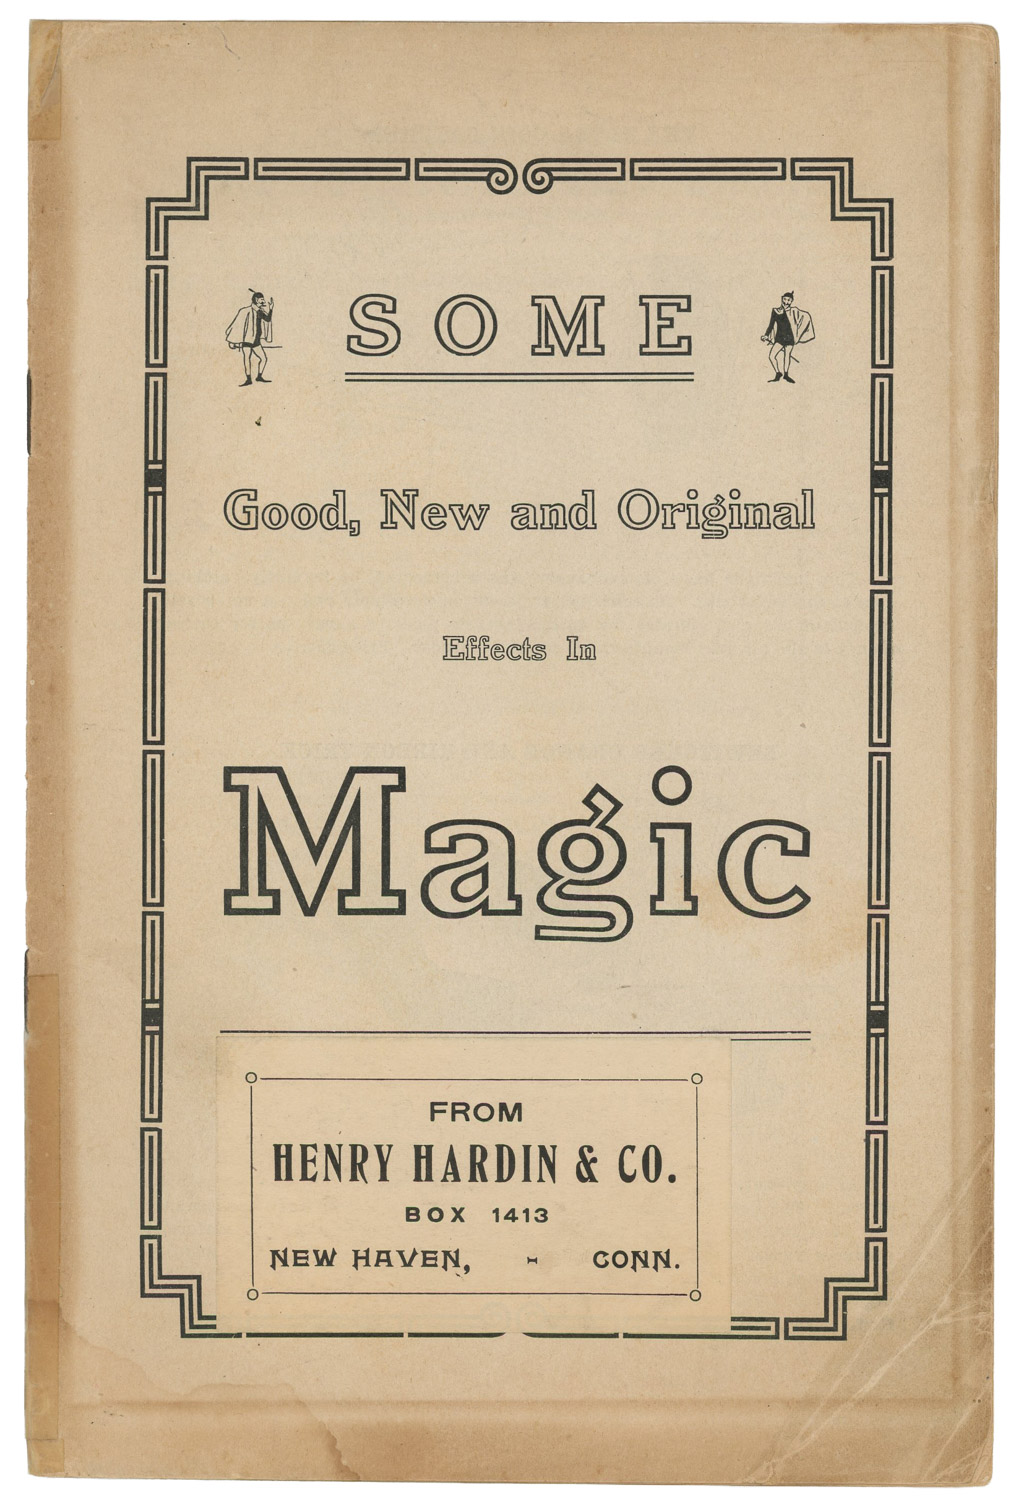 SOME
Good, New and Original
Effects In
Magic
FROM
HENRY HARDIN & CO.
BOX 1413
NEW HAVEN, - CONN.